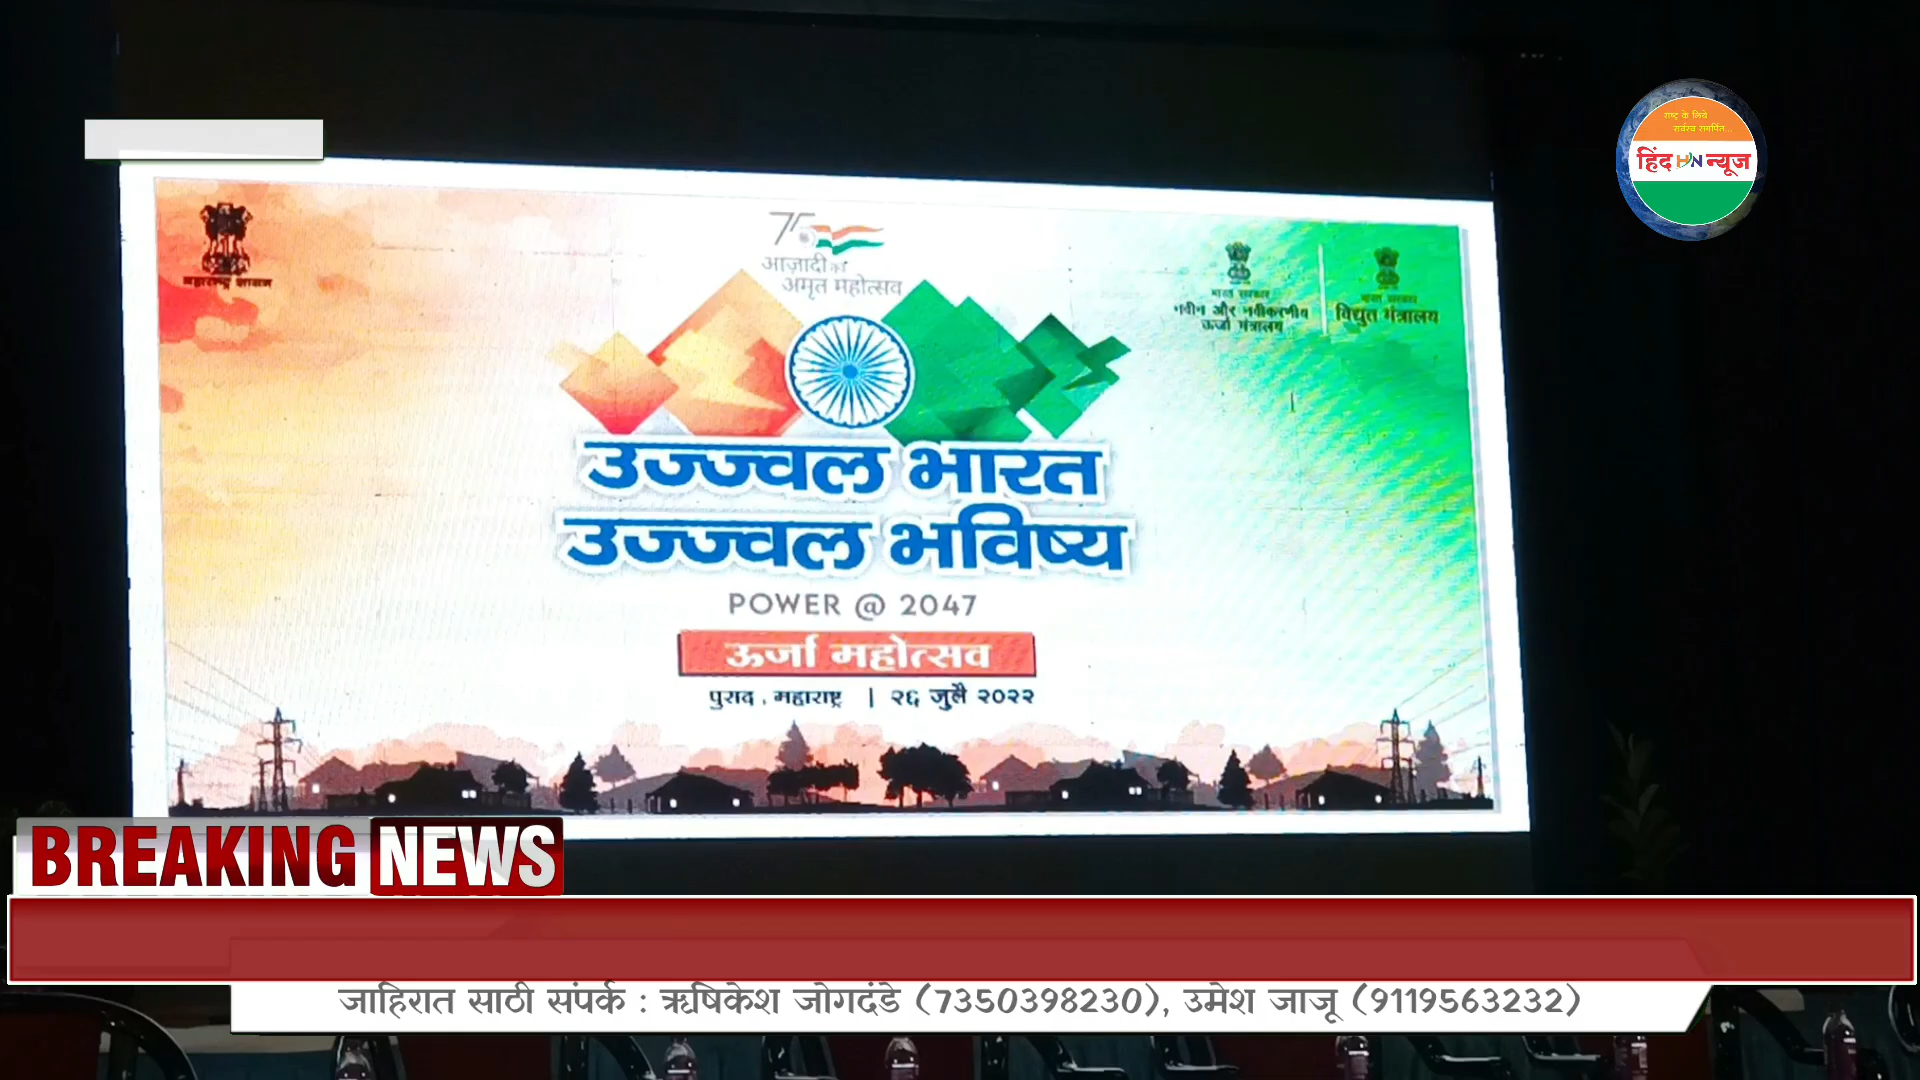 राष्ट्र के लिये
सर्वस्व समर्पित...
हिंद HN न्यूज
महाराष्ट्र शासन
75
आज़ादी का
अमृत महोत्सव
भारत सरकार
नवीन और नवीकरणीय
ऊर्जा मंत्रालय
भारत सरकार
विद्युत मंत्रालय
उज्ज्वल भारत
उज्ज्वल भविष्य
POWER @ 2047
ऊर्जा महोत्सव
पुराद , महाराष्ट्र | २६ जुलै २०२२
BREAKING NEWS
जाहिरात साठी संपर्क : ऋषिकेश जोगदंडे (7350398230), उमेश जाजू (9119563232)